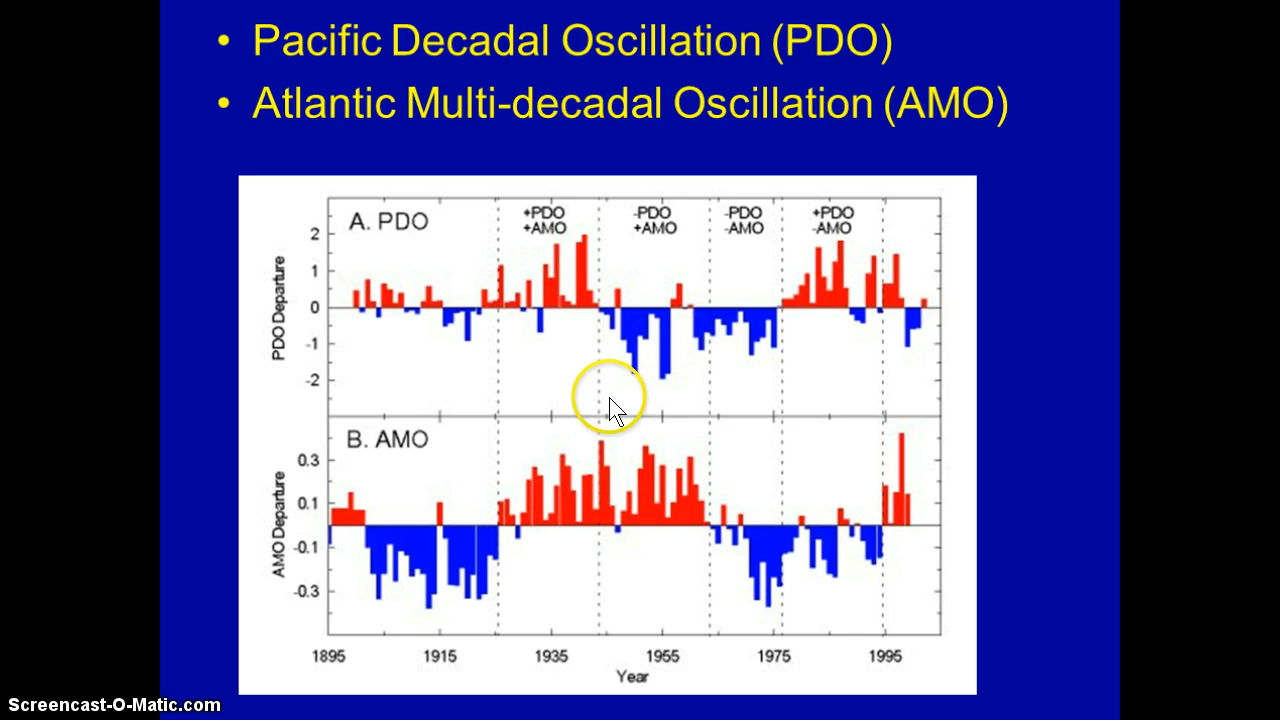 • Pacific Decadal Oscillation (PDO)
• Atlantic Multi-decadal Oscillation (AMO)
A. PDO
+PDO -PDO -PDO +PDO
+AMO +AMO -AMO -AMO
2
1
0
-1
-2
PDO Departure
B. AMO
0.3
0.1
-0.1
-0.3
AMO Departure
1895 1915 1935 1955 1975 1995
Year
Screencast-O-Matic.com